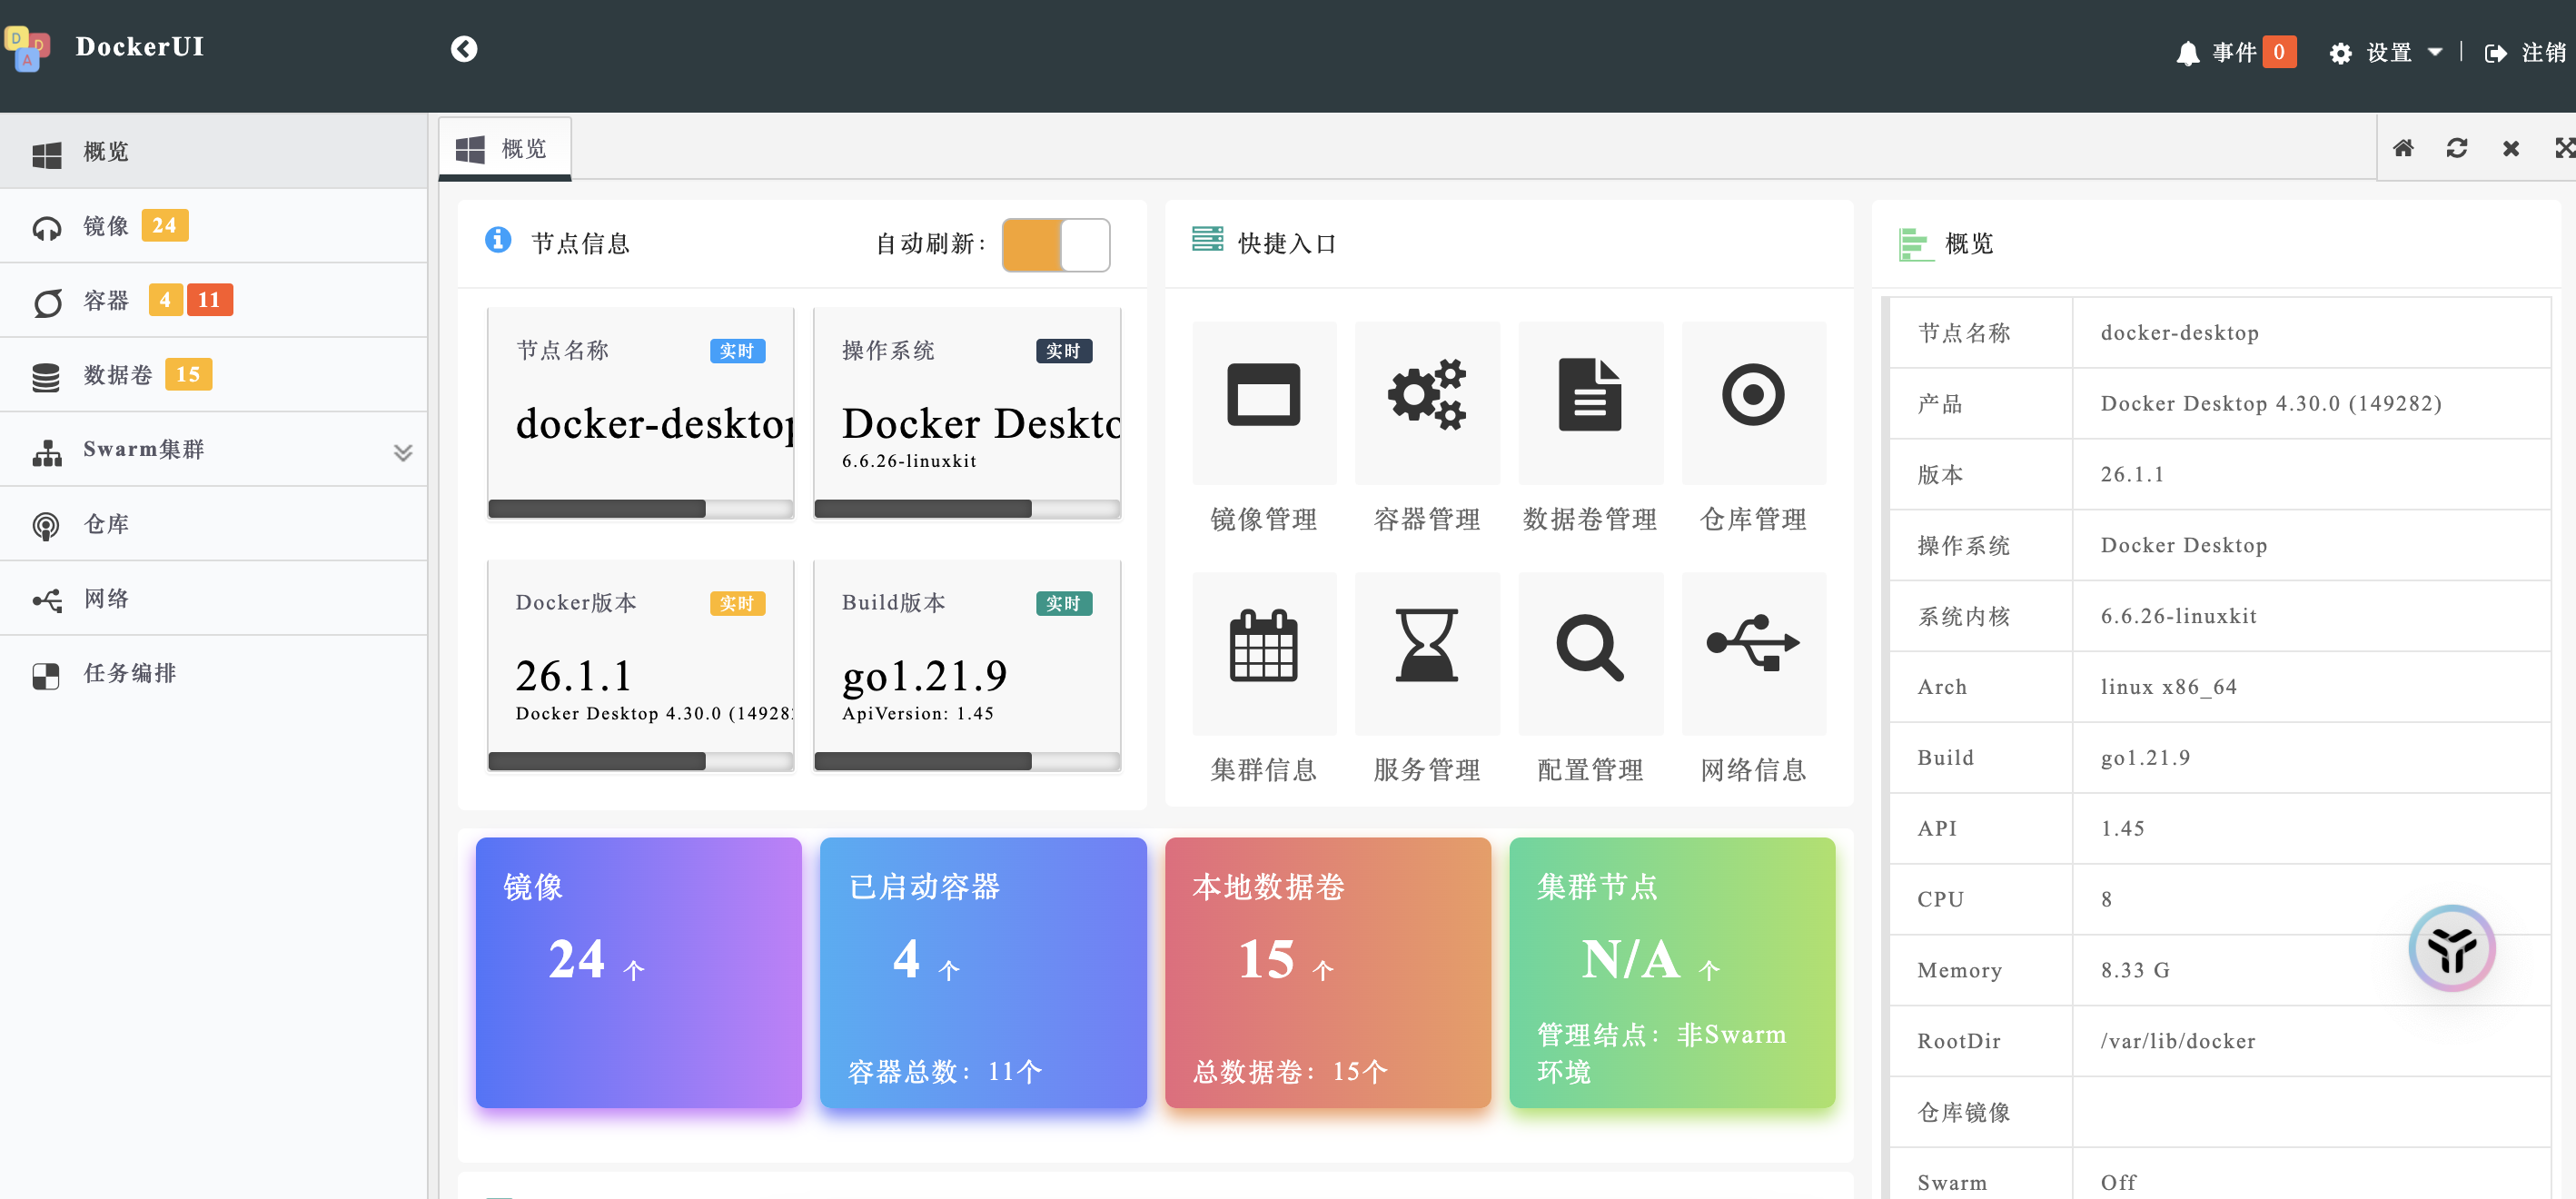 DockerUI
事件 0
设置
注销
概览
镜像 24
容器 4 11
数据卷 15
Swarm集群
仓库
网络
任务编排
概览
节点信息
自动刷新:
节点名称 实时
docker-desktop
操作系统 实时
Docker Deskto
6.6.26-linuxkit
Docker版本 实时
26.1.1
Docker Desktop 4.30.0 (14928
Build版本 实时
go1.21.9
ApiVersion: 1.45
快捷入口
镜像管理
容器管理
数据卷管理
仓库管理
集群信息
服务管理
配置管理
网络信息
镜像
24 个
已启动容器
4 个
容器总数：11个
本地数据卷
15 个
总数据卷：15个
集群节点
N/A 个
管理结点：非Swarm
环境
概览
节点名称 docker-desktop
产品 Docker Desktop 4.30.0 (149282)
版本 26.1.1
操作系统 Docker Desktop
系统内核 6.6.26-linuxkit
Arch linux x86_64
Build go1.21.9
API 1.45
CPU 8
Memory 8.33 G
RootDir /var/lib/docker
仓库镜像
Swarm Off